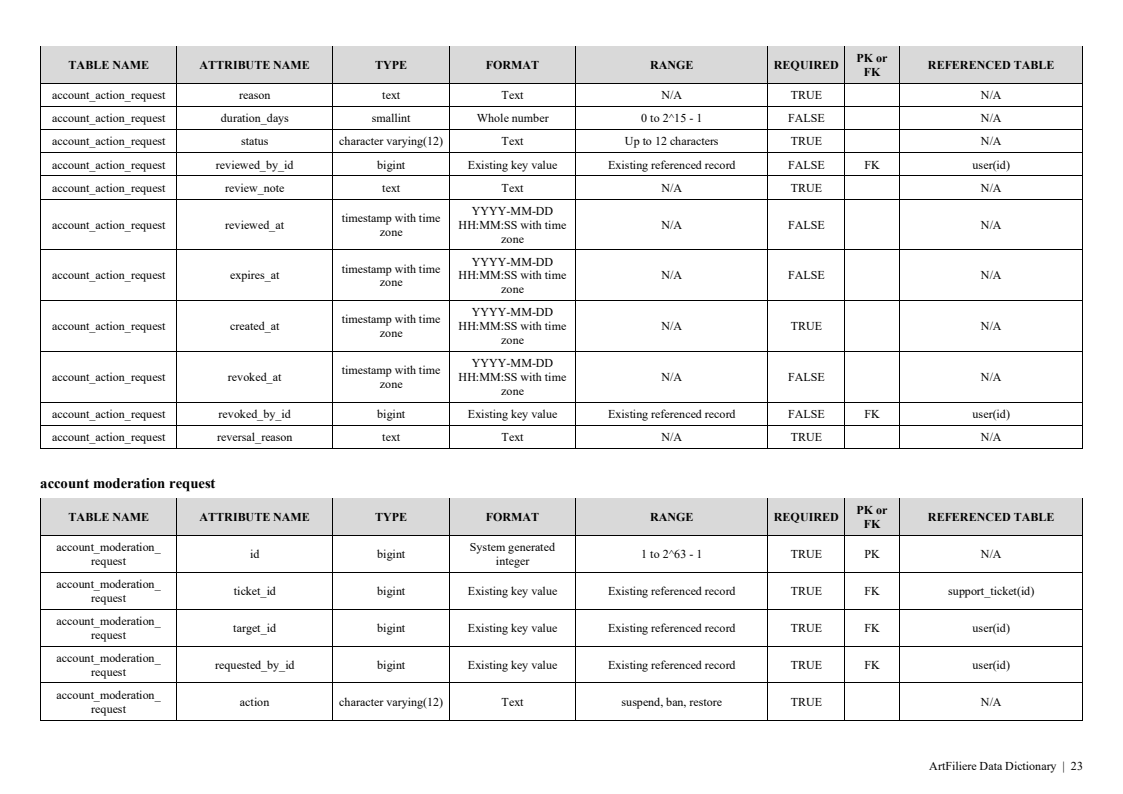 TABLE NAME ATTRIBUTE NAME TYPE FORMAT RANGE REQUIRED PK or FK REFERENCED TABLE
account_action_request reason text Text N/A TRUE N/A
account_action_request duration_days smallint Whole number 0 to 2^15 - 1 FALSE N/A
account_action_request status character varying(12) Text Up to 12 characters TRUE N/A
account_action_request reviewed_by_id bigint Existing key value Existing referenced record FALSE FK user(id)
account_action_request review_note text Text N/A TRUE N/A
account_action_request reviewed_at timestamp with time zone YYYY-MM-DD HH:MM:SS with time zone N/A FALSE N/A
account_action_request expires_at timestamp with time zone YYYY-MM-DD HH:MM:SS with time zone N/A FALSE N/A
account_action_request created_at timestamp with time zone YYYY-MM-DD HH:MM:SS with time zone N/A TRUE N/A
account_action_request revoked_at timestamp with time zone YYYY-MM-DD HH:MM:SS with time zone N/A FALSE N/A
account_action_request revoked_by_id bigint Existing key value Existing referenced record FALSE FK user(id)
account_action_request reversal_reason text Text N/A TRUE N/A
account moderation request
TABLE NAME ATTRIBUTE NAME TYPE FORMAT RANGE REQUIRED PK or FK REFERENCED TABLE
account_moderation_request id bigint System generated integer 1 to 2^63 - 1 TRUE PK N/A
account_moderation_request ticket_id bigint Existing key value Existing referenced record TRUE FK support_ticket(id)
account_moderation_request target_id bigint Existing key value Existing referenced record TRUE FK user(id)
account_moderation_request requested_by_id bigint Existing key value Existing referenced record TRUE FK user(id)
account_moderation_request action character varying(12) Text suspend, ban, restore TRUE N/A
ArtFiliere Data Dictionary | 23